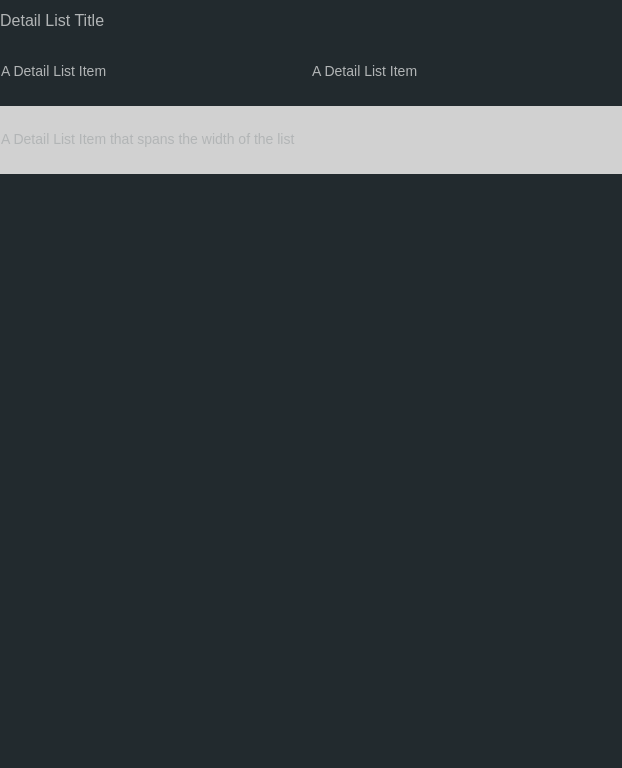 Detail List Title
A Detail List Item
A Detail List Item
A Detail List Item that spans the width of the list